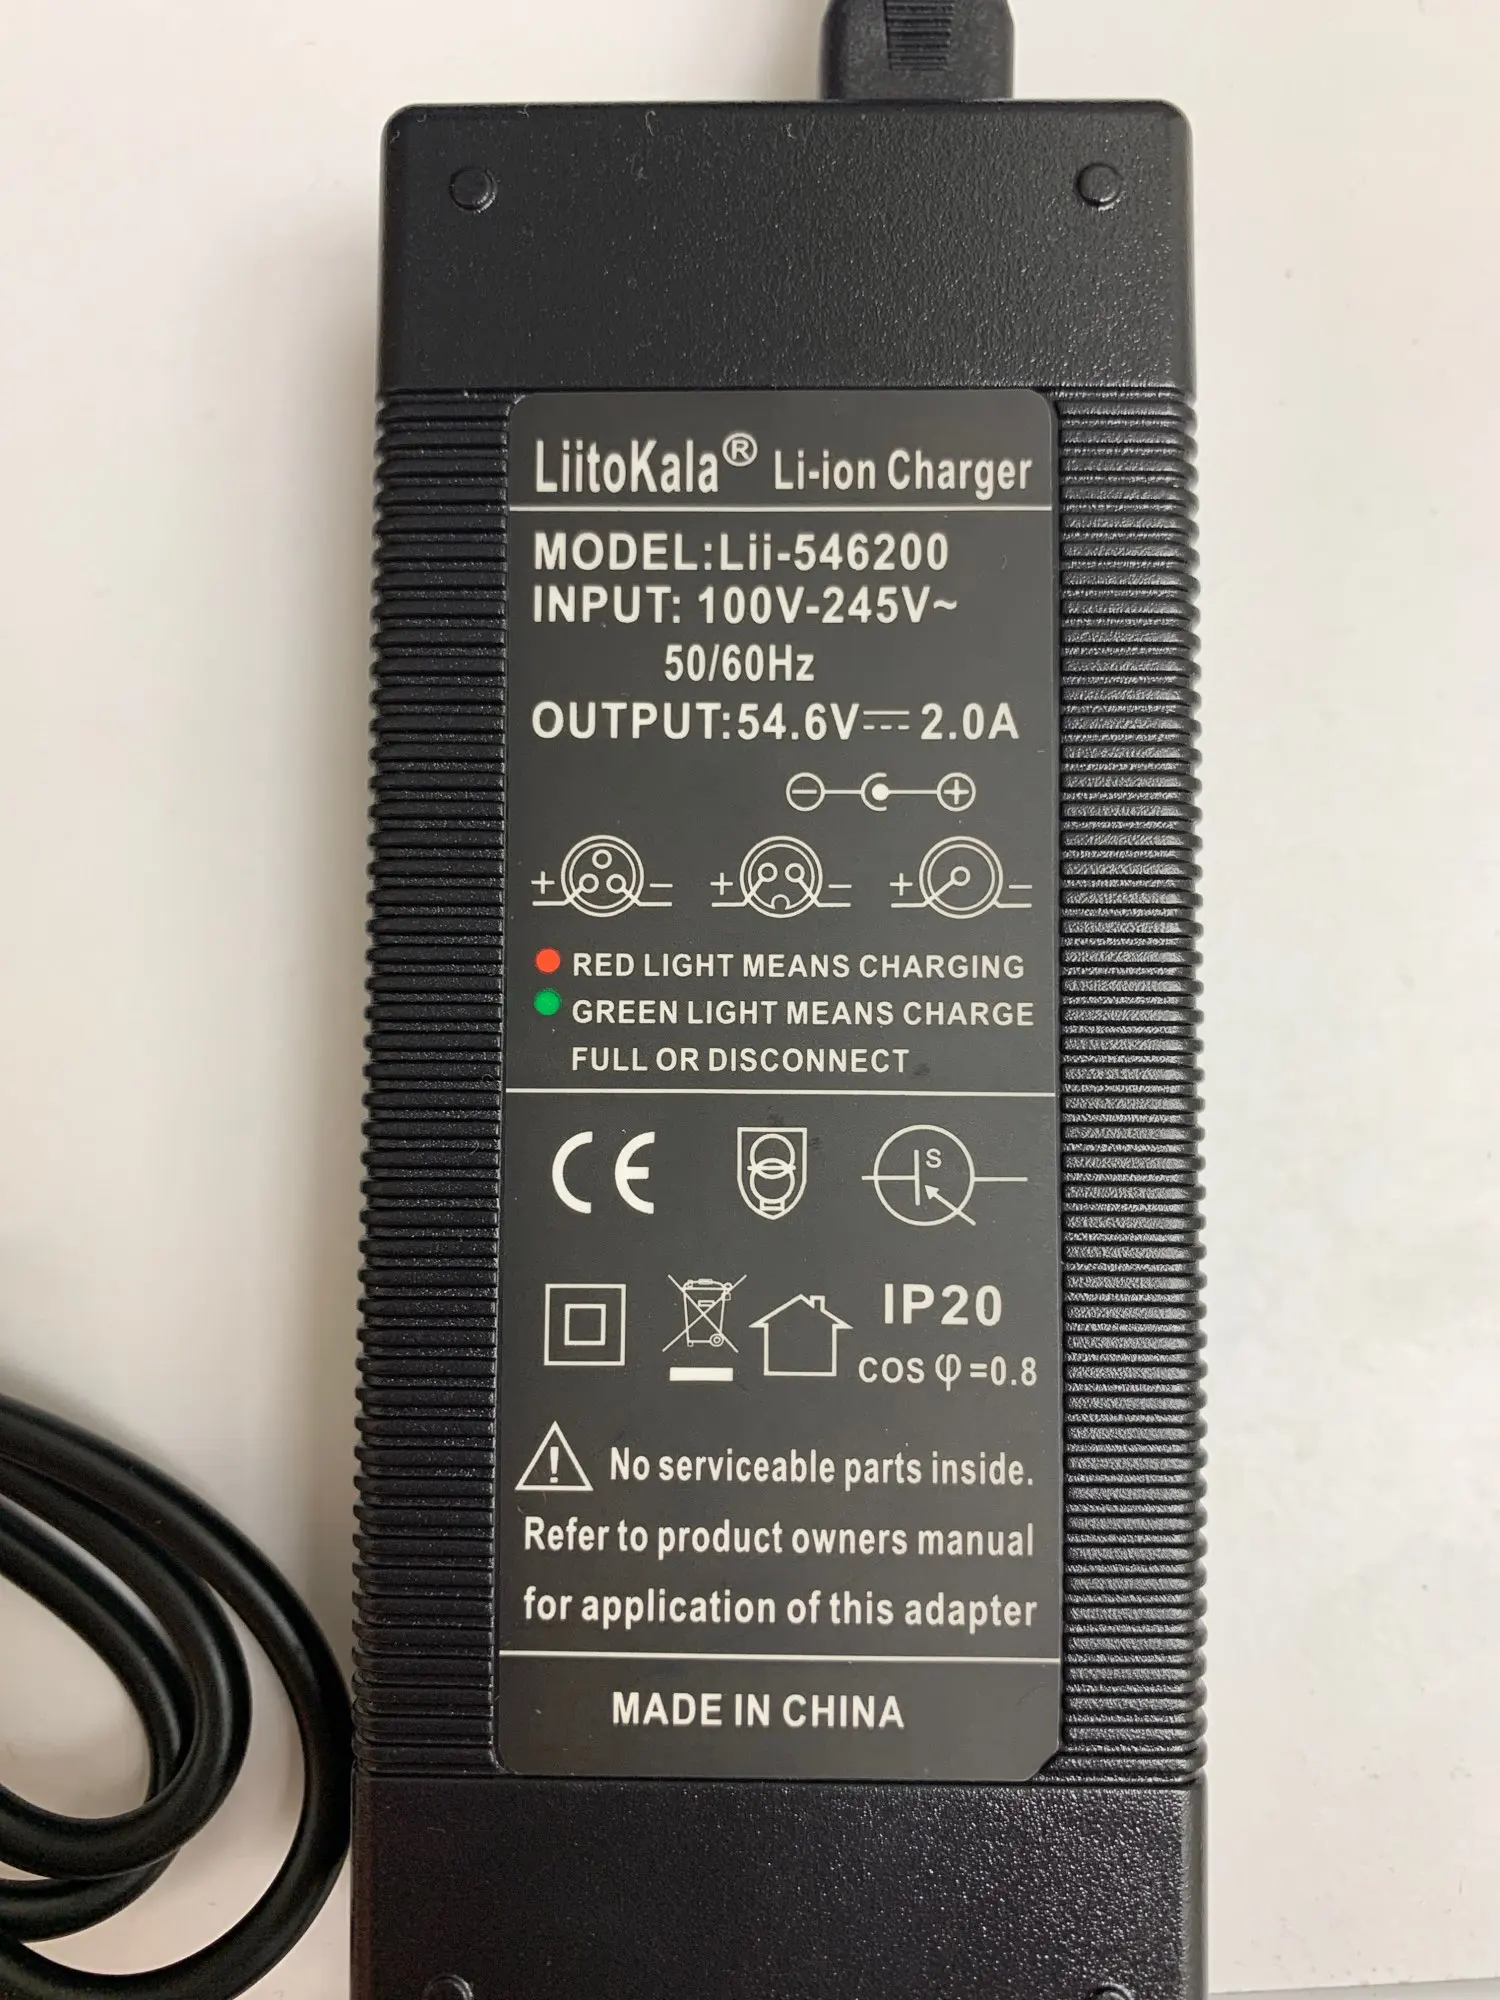 LiitoKala® Li-ion Charger
MODEL:Lii-546200
INPUT: 100V-245V~
50/60Hz
OUTPUT:54.6V⎓2.0A
+ −
+ −
+ −
RED LIGHT MEANS CHARGING
GREEN LIGHT MEANS CHARGE
FULL OR DISCONNECT
CE
S
IP20
COS φ=0.8
No serviceable parts inside.
Refer to product owners manual
for application of this adapter
MADE IN CHINA